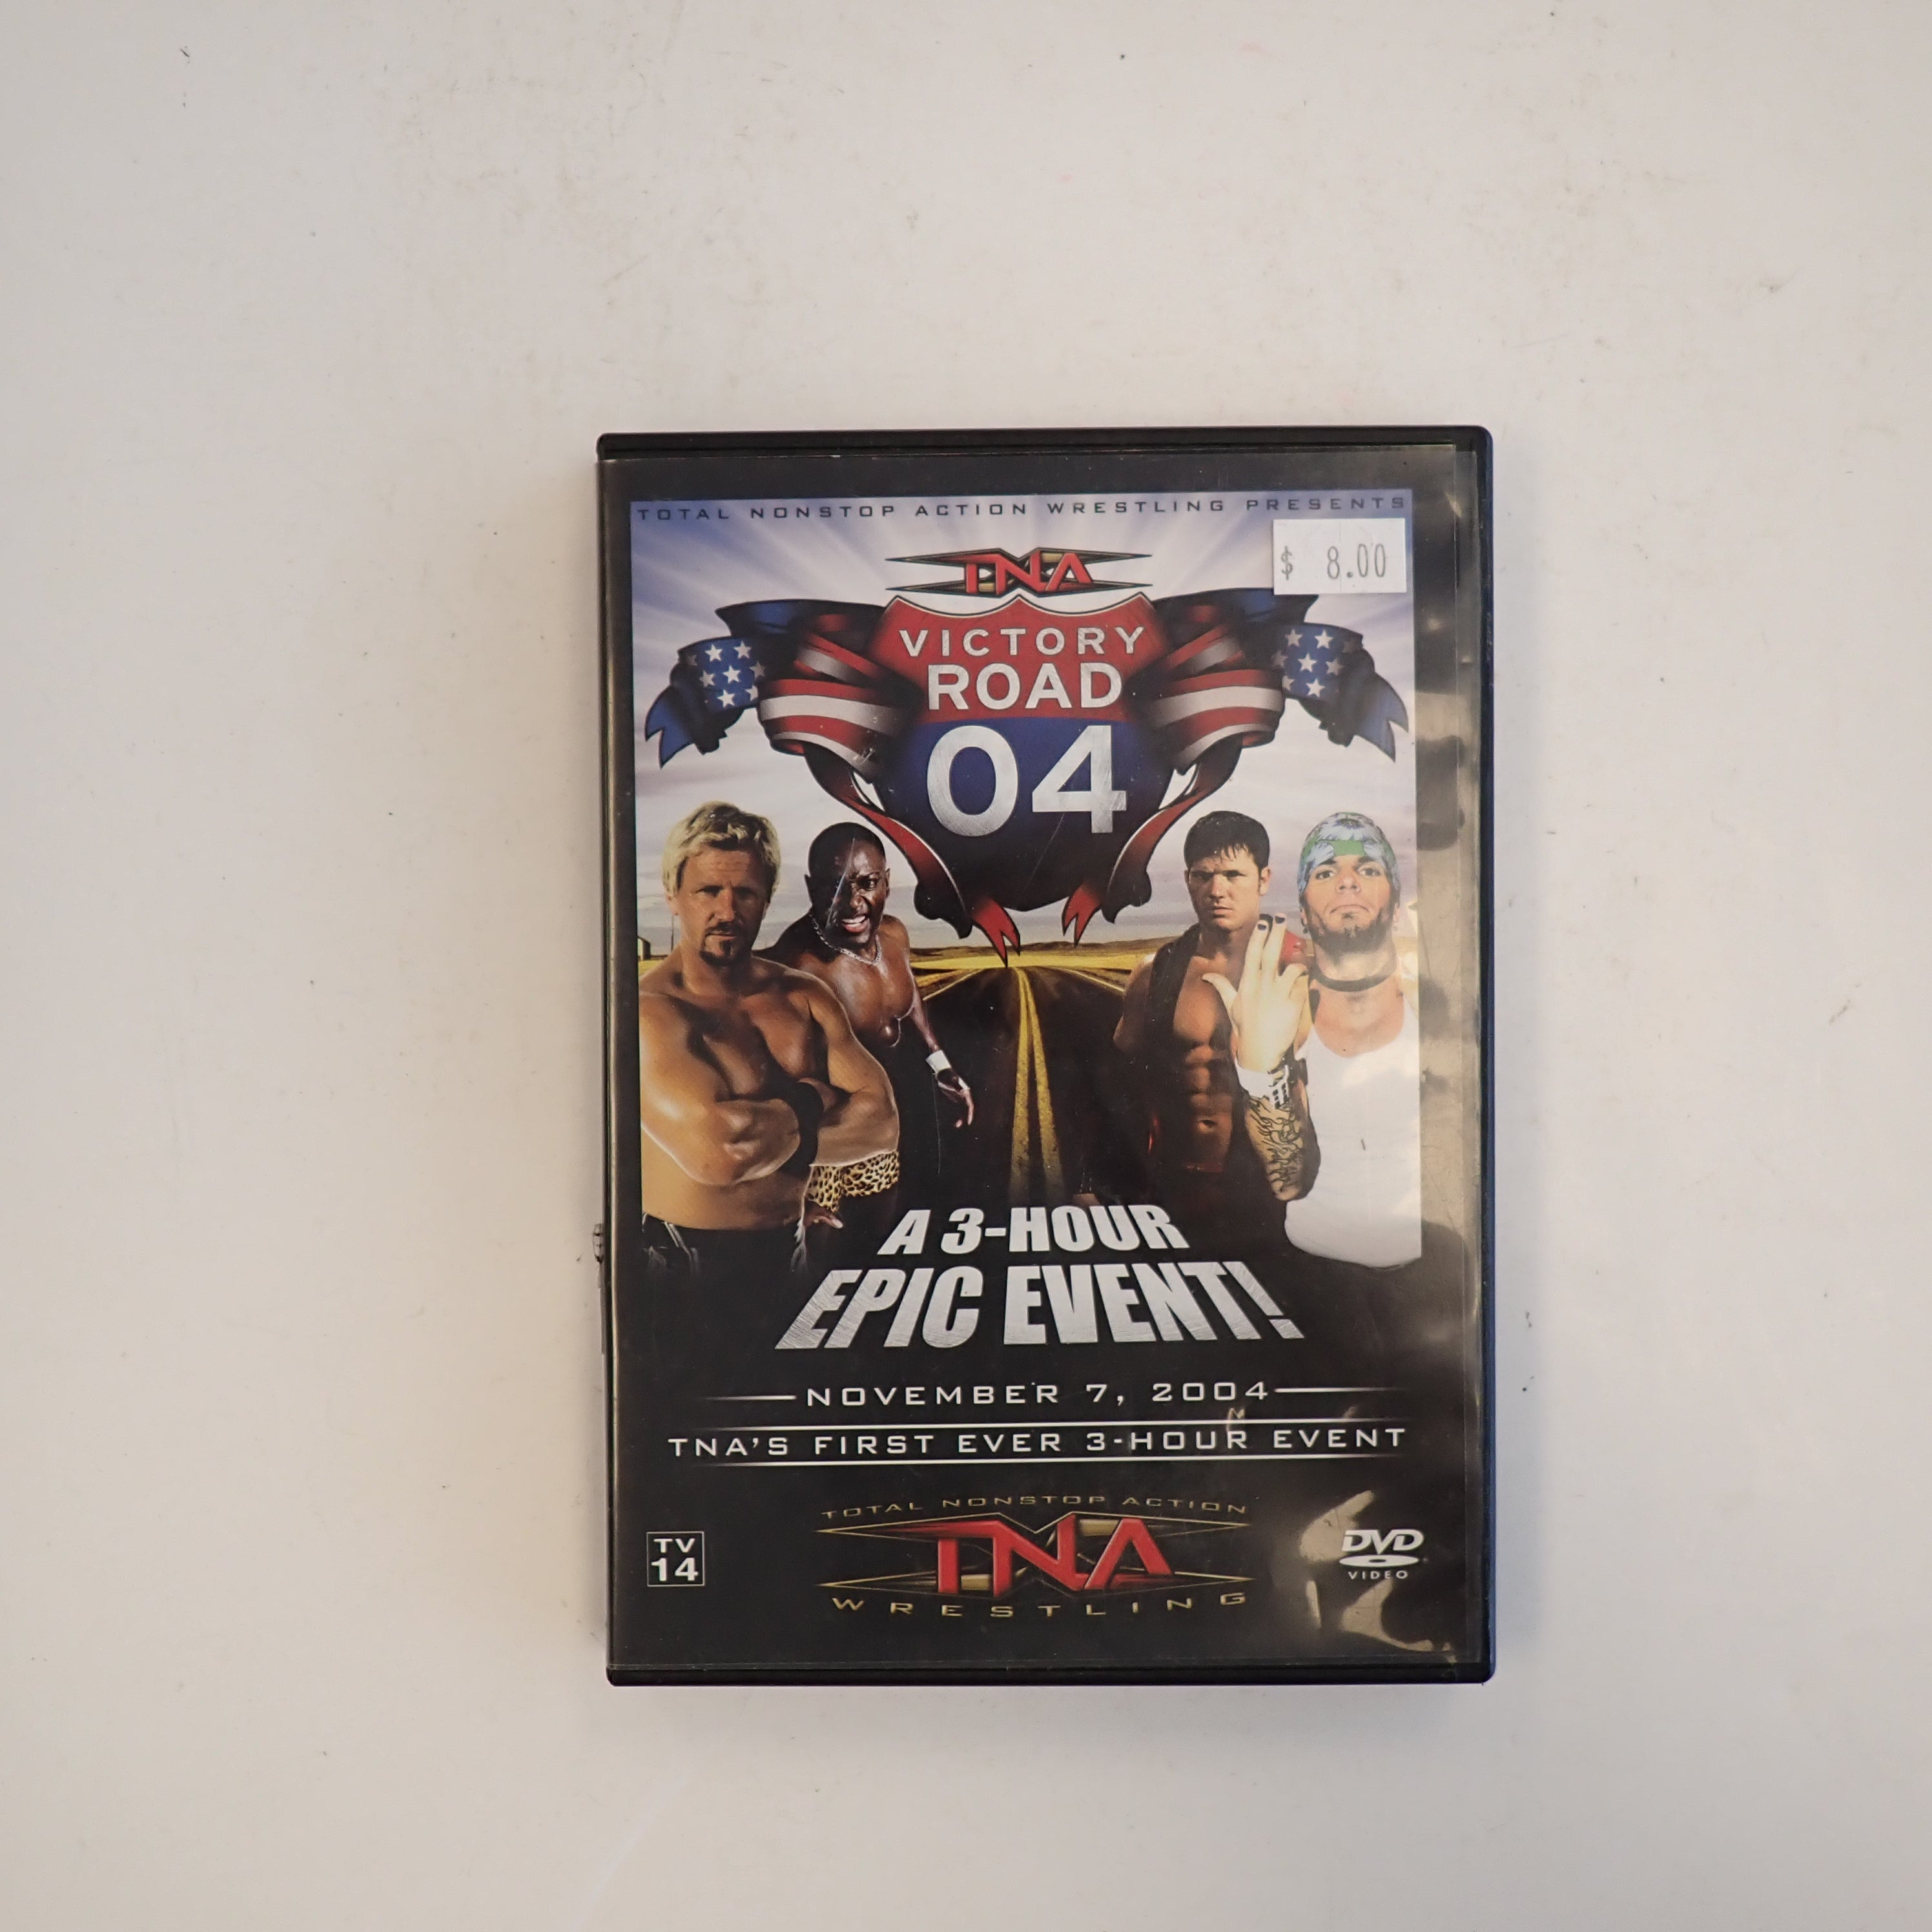 TOTAL NONSTOP ACTION WRESTLING PRESENTS
$ 8.00
TNA
VICTORY
ROAD
04
A 3-HOUR
EPIC EVENT!
NOVEMBER 7, 2004
TNA'S FIRST EVER 3-HOUR EVENT
TOTAL NONSTOP ACTION
TNA
WRESTLING
TV
14
DVD
VIDEO